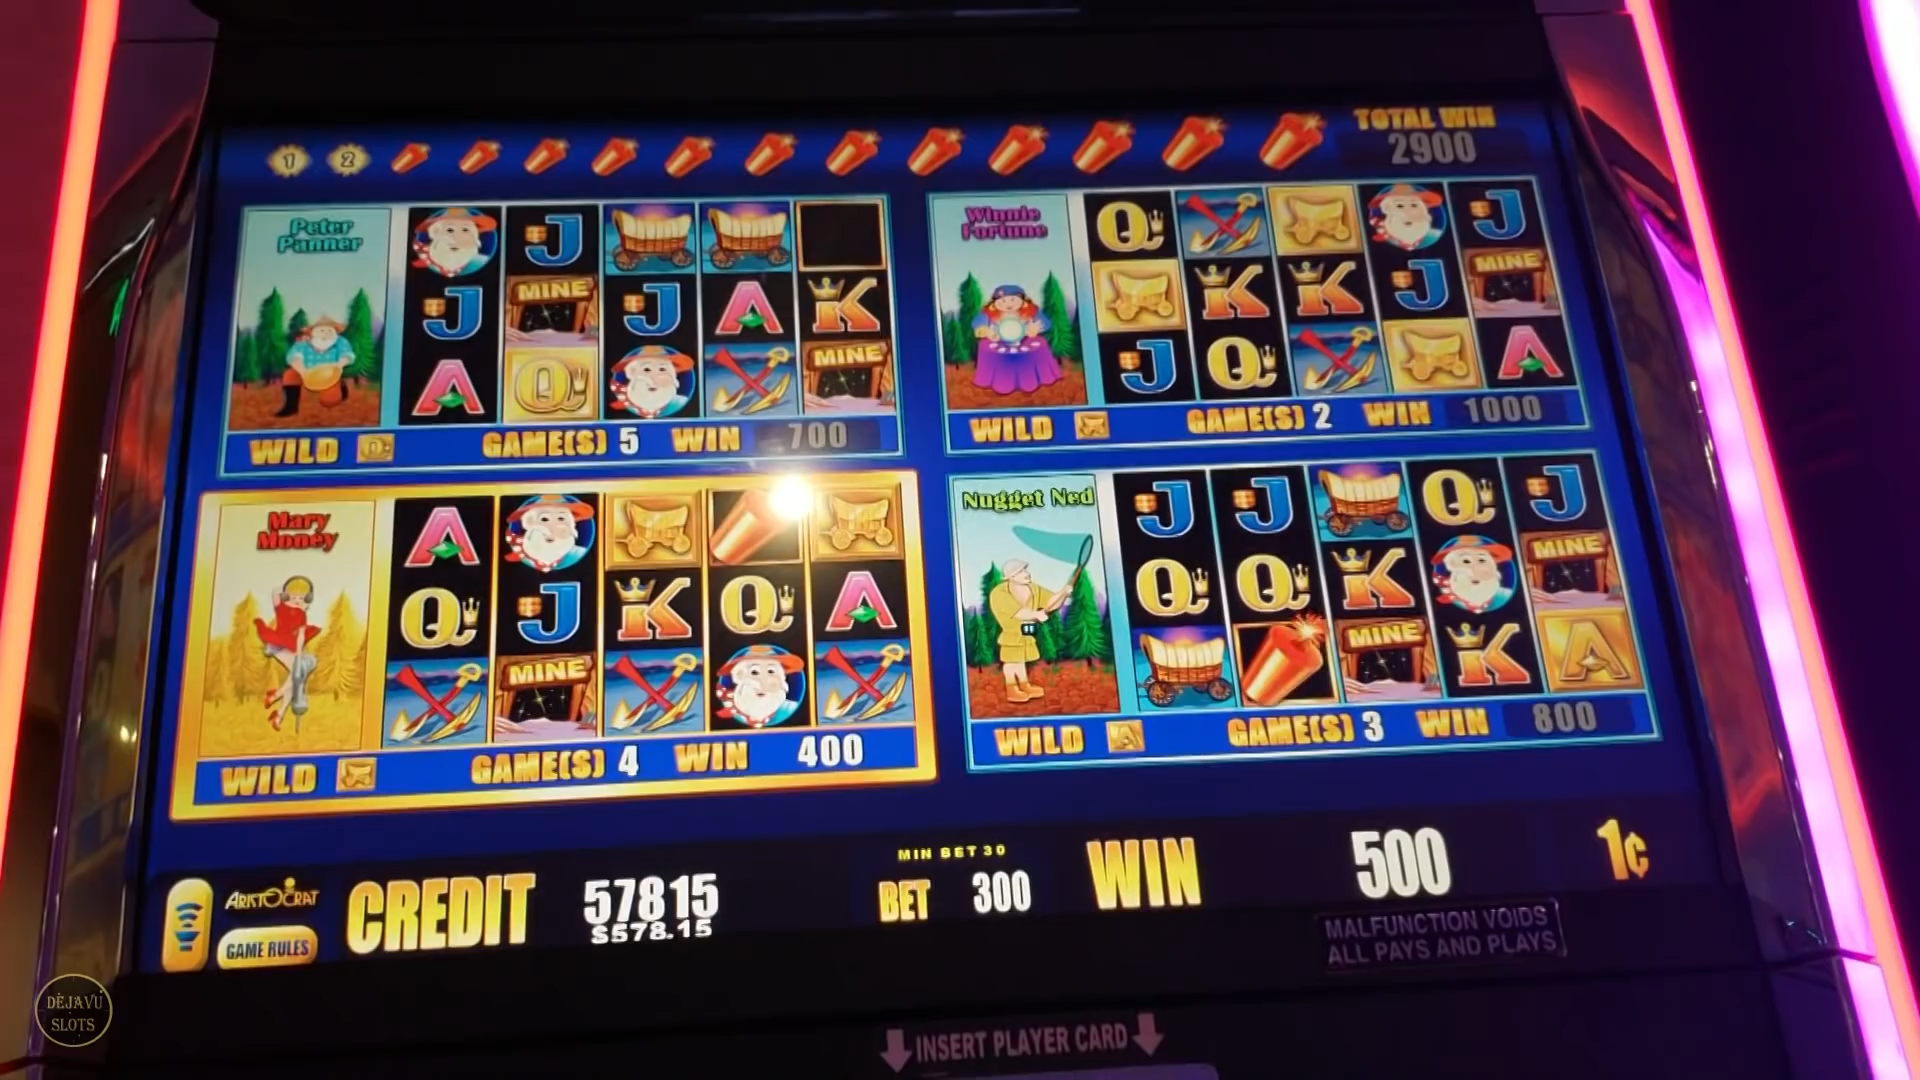 1 2
TOTAL WIN
2900
Peter
Panner
J
J
A
J
MINE
Q
J
A
K
MINE
WILD Q GAME(S) 5 WIN 700
Winnie
Fortune
Q
J
K
Q
K
J
J
MINE
A
WILD GAME(S) 2 WIN 1000
Mary
Money
A
Q
J
MINE
K
Q
A
WILD GAME(S) 4 WIN 400
Nugget Ned
J
Q
J
Q
K
MINE
Q
K
J
MINE
A
WILD A GAME(S) 3 WIN 800
ARISTOCRAT
GAME RULES
CREDIT 57815
$578.15
MIN BET 30
BET 300
WIN 500
1¢
MALFUNCTION VOIDS
ALL PAYS AND PLAYS
INSERT PLAYER CARD
DÉJAVU
SLOTS